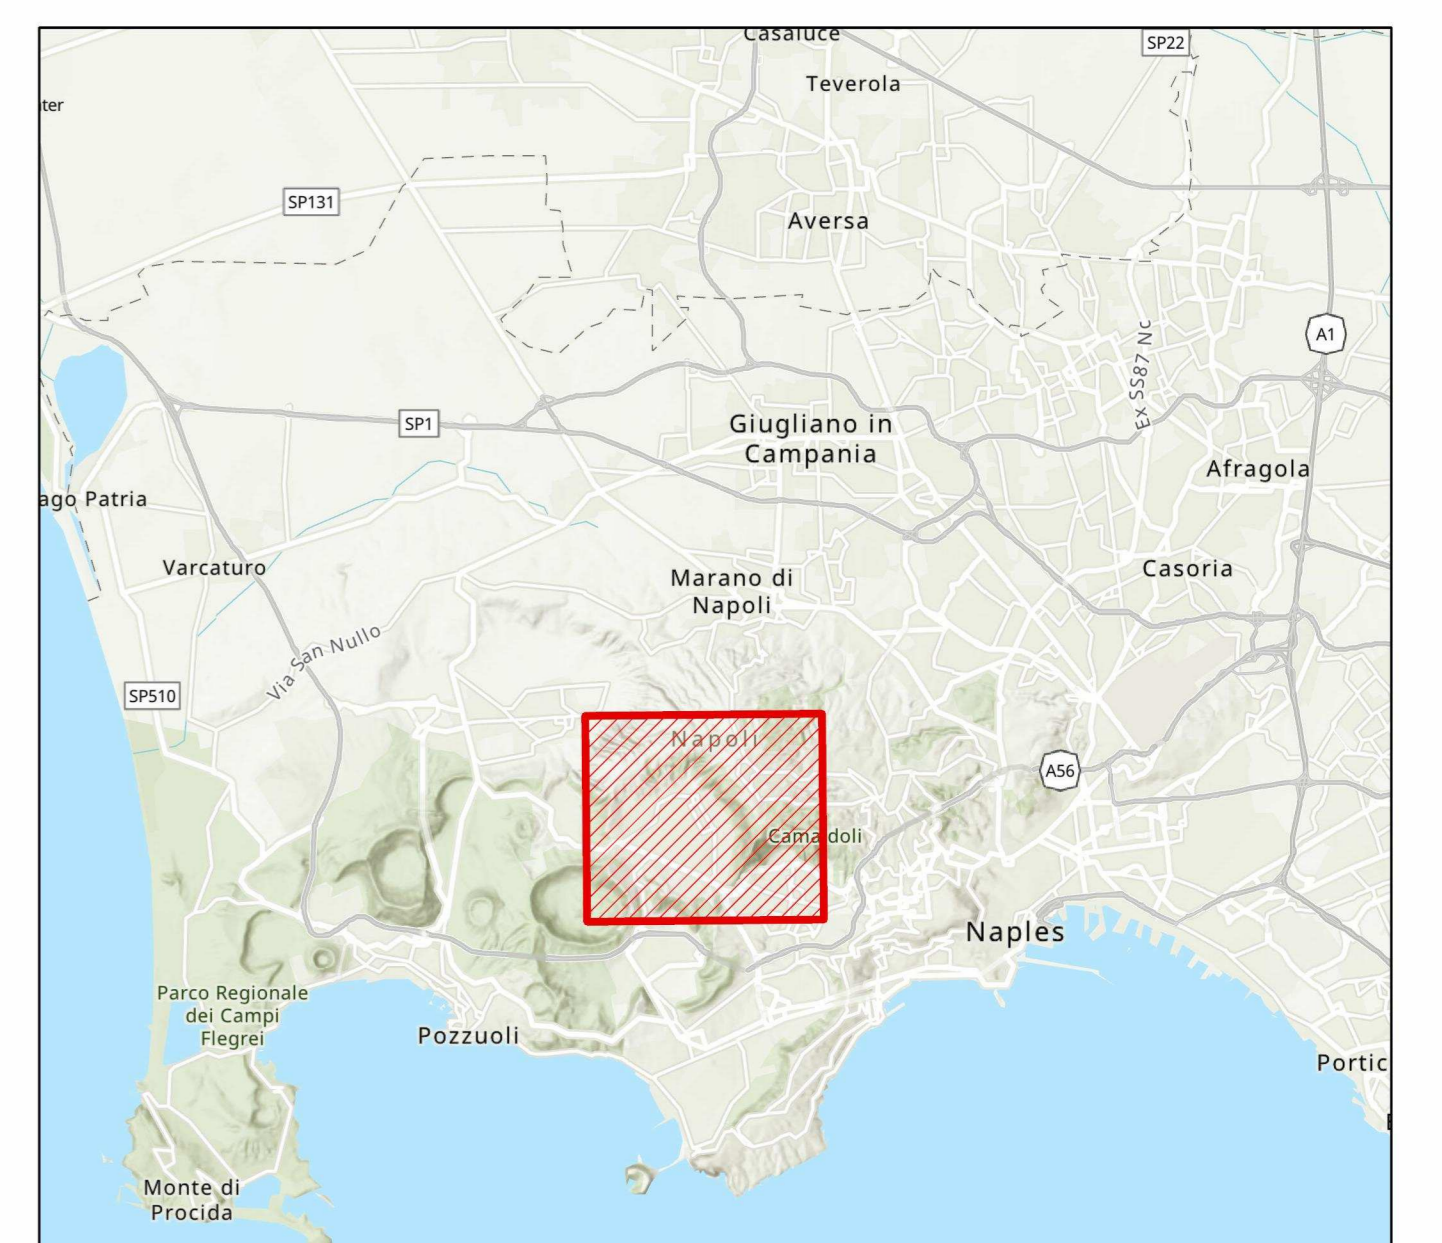 Casaluce
SP22
Teverola
ter
SP131
Aversa
A1
Ex SS87 Nc
SP1
Giugliano in
Campania
Afragola
ago Patria
Varcaturo
Marano di
Napoli
Casoria
Via San Nullo
SP510
Napoli
A56
Camaldoli
Naples
Parco Regionale
dei Campi
Flegrei
Pozzuoli
Portic
Monte di
Procida